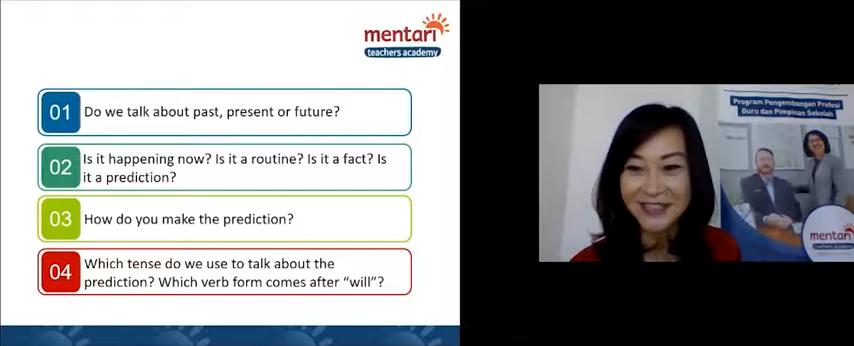 mentari
teachers academy
01
Do we talk about past, present or future?
02
Is it happening now? Is it a routine? Is it a fact? Is
it a prediction?
03
How do you make the prediction?
04
Which tense do we use to talk about the
prediction? Which verb form comes after "will"?
Program Pengembangan Profesi
Guru dan Pimpinan Sekolah
mentari
teachers academy